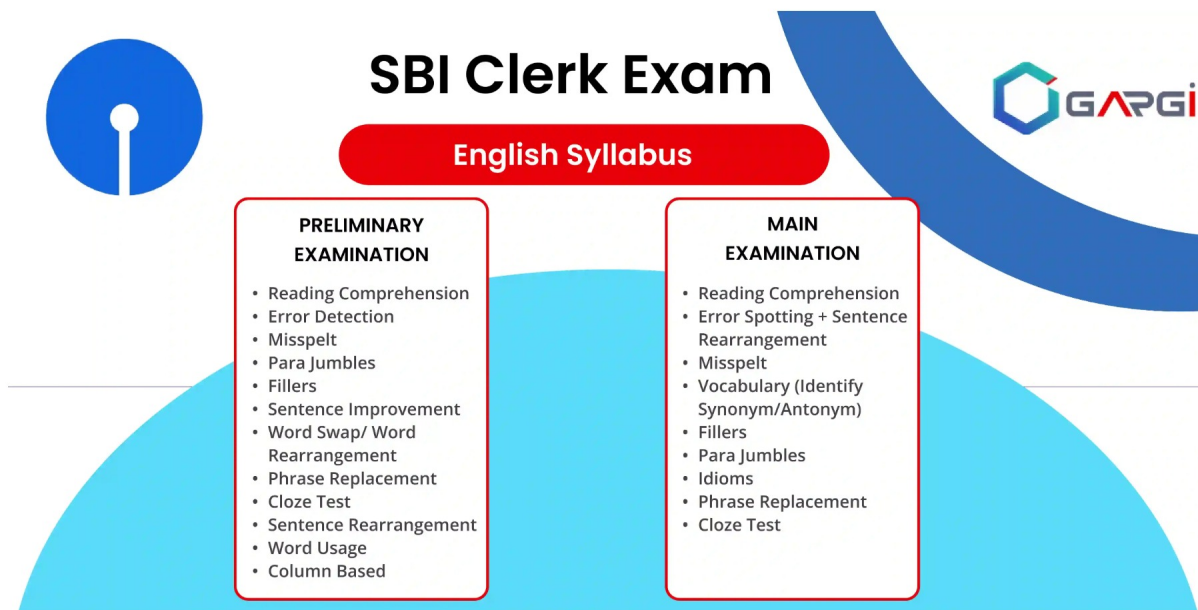 SBI Clerk Exam
GARGi
English Syllabus
PRELIMINARY
EXAMINATION
• Reading Comprehension
• Error Detection
• Misspelt
• Para Jumbles
• Fillers
• Sentence Improvement
• Word Swap/ Word
Rearrangement
• Phrase Replacement
• Cloze Test
• Sentence Rearrangement
• Word Usage
• Column Based
MAIN
EXAMINATION
• Reading Comprehension
• Error Spotting + Sentence
Rearrangement
• Misspelt
• Vocabulary (Identify
Synonym/Antonym)
• Fillers
• Para Jumbles
• Idioms
• Phrase Replacement
• Cloze Test